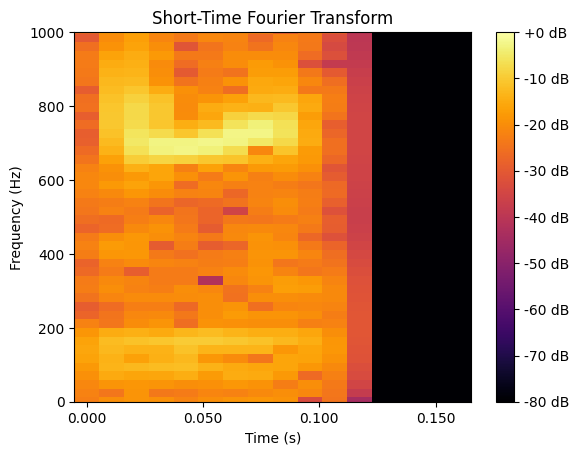 Short-Time Fourier Transform
1000
800
600
400
200
0
Frequency (Hz)
0.000
0.050
0.100
0.150
Time (s)
+0 dB
-10 dB
-20 dB
-30 dB
-40 dB
-50 dB
-60 dB
-70 dB
-80 dB